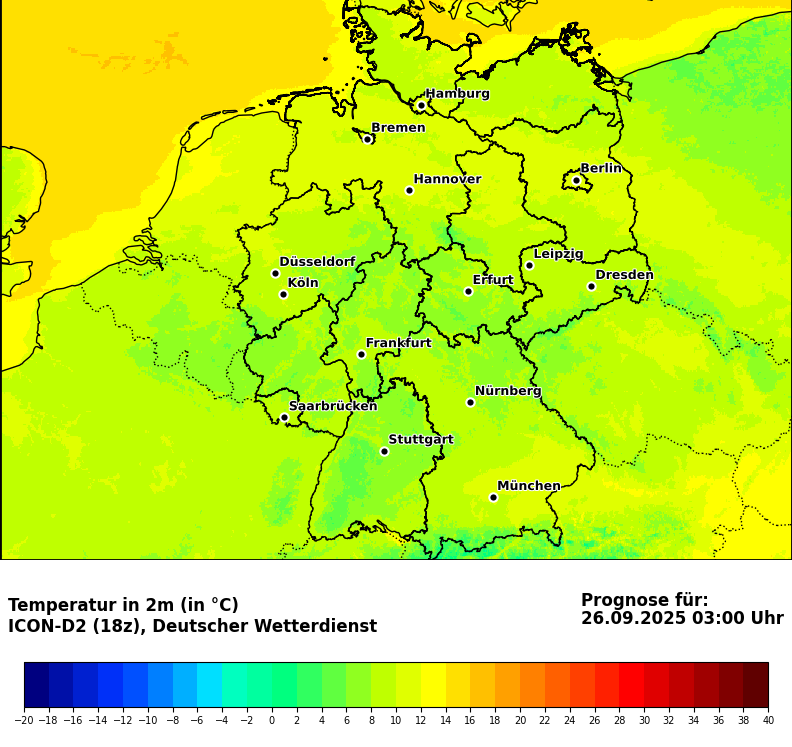 Hamburg
Bremen
Berlin
Hannover
Leipzig
Düsseldorf
Dresden
Köln
Erfurt
Frankfurt
Nürnberg
Saarbrücken
Stuttgart
München
Temperatur in 2m (in °C)
ICON-D2 (18z), Deutscher Wetterdienst
Prognose für:
26.09.2025 03:00 Uhr
−20 −18 −16 −14 −12 −10 −8 −6 −4 −2 0 2 4 6 8 10 12 14 16 18 20 22 24 26 28 30 32 34 36 38 40